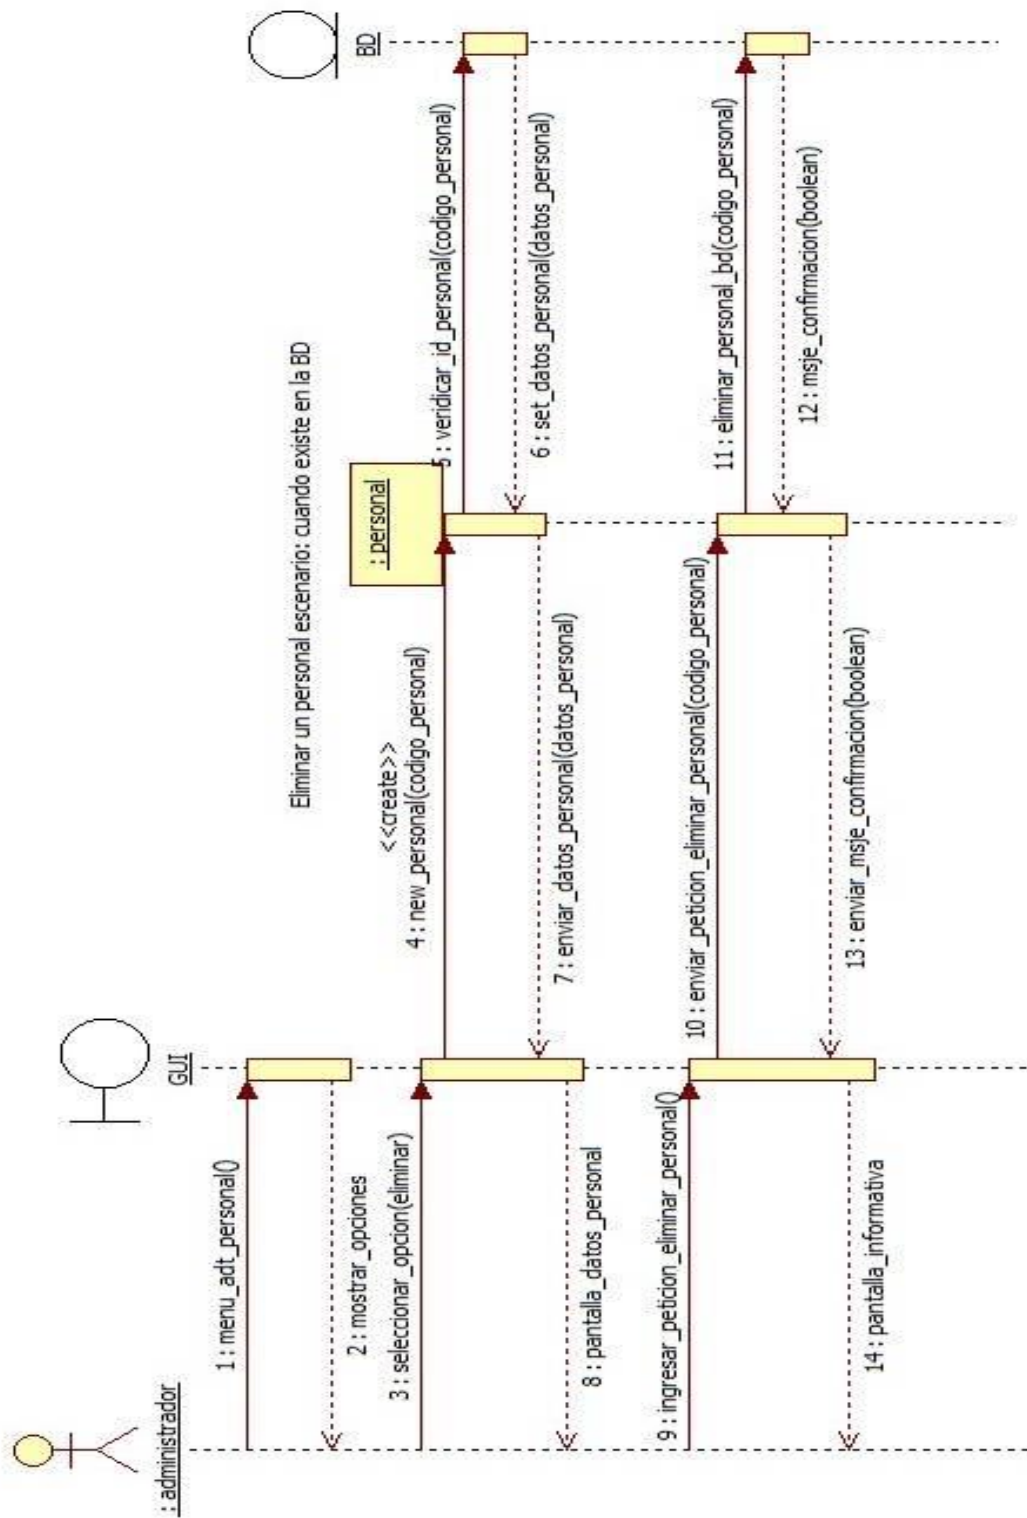 : administrador
GUI
: personal
BD
Eliminar un personal escenario: cuando existe en la BD
1 : menu_adt_personal()
2 : mostrar_opciones
3 : seleccionar_opcion(eliminar)
<<create>>
4 : new_personal(codigo_personal)
5 : veridicar_id_personal(codigo_personal)
6 : set_datos_personal(datos_personal)
7 : enviar_datos_personal(datos_personal)
8 : pantalla_datos_personal
9 : ingresar_peticion_eliminar_personal()
10 : enviar_peticion_eliminar_personal(codigo_personal)
11 : eliminar_personal_bd(codigo_personal)
12 : msje_confirmacion(boolean)
13 : enviar_msje_confirmacion(boolean)
14 : pantalla_informativa